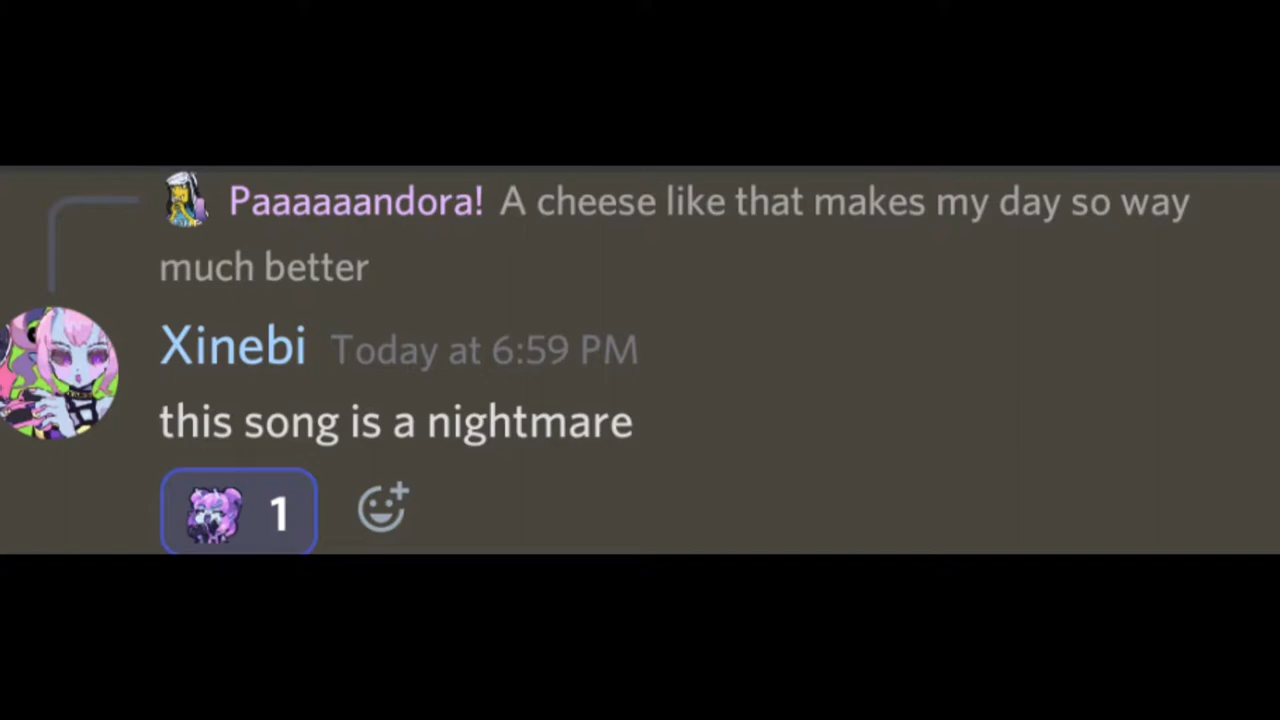 Paaaaaandora! A cheese like that makes my day so way
much better
Xinebi Today at 6:59 PM
this song is a nightmare
1